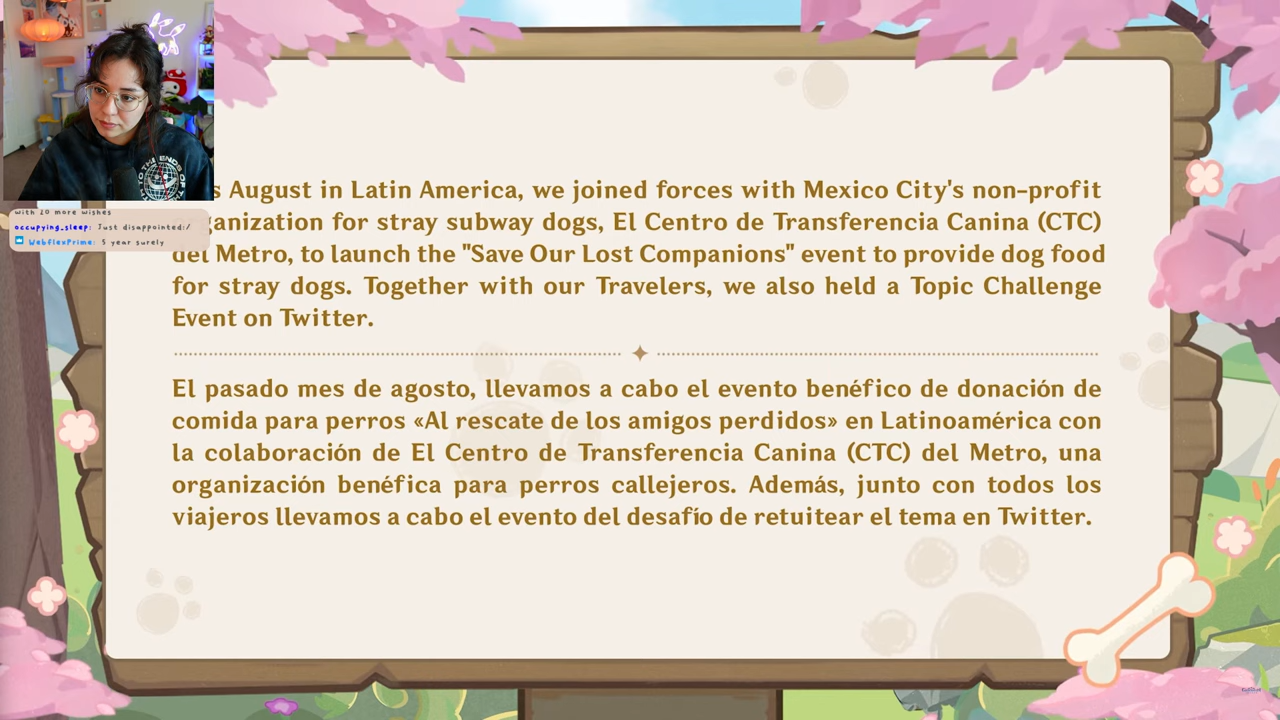 with 20 more wishes
occupying_sleep: Just disappointed:/
WebflexPrime: 5 year surely
s August in Latin America, we joined forces with Mexico City's non-profit
ganization for stray subway dogs, El Centro de Transferencia Canina (CTC)
del Metro, to launch the "Save Our Lost Companions" event to provide dog food
for stray dogs. Together with our Travelers, we also held a Topic Challenge
Event on Twitter.
El pasado mes de agosto, llevamos a cabo el evento benéfico de donación de
comida para perros «Al rescate de los amigos perdidos» en Latinoamérica con
la colaboración de El Centro de Transferencia Canina (CTC) del Metro, una
organización benéfica para perros callejeros. Además, junto con todos los
viajeros llevamos a cabo el evento del desafío de retuitear el tema en Twitter.